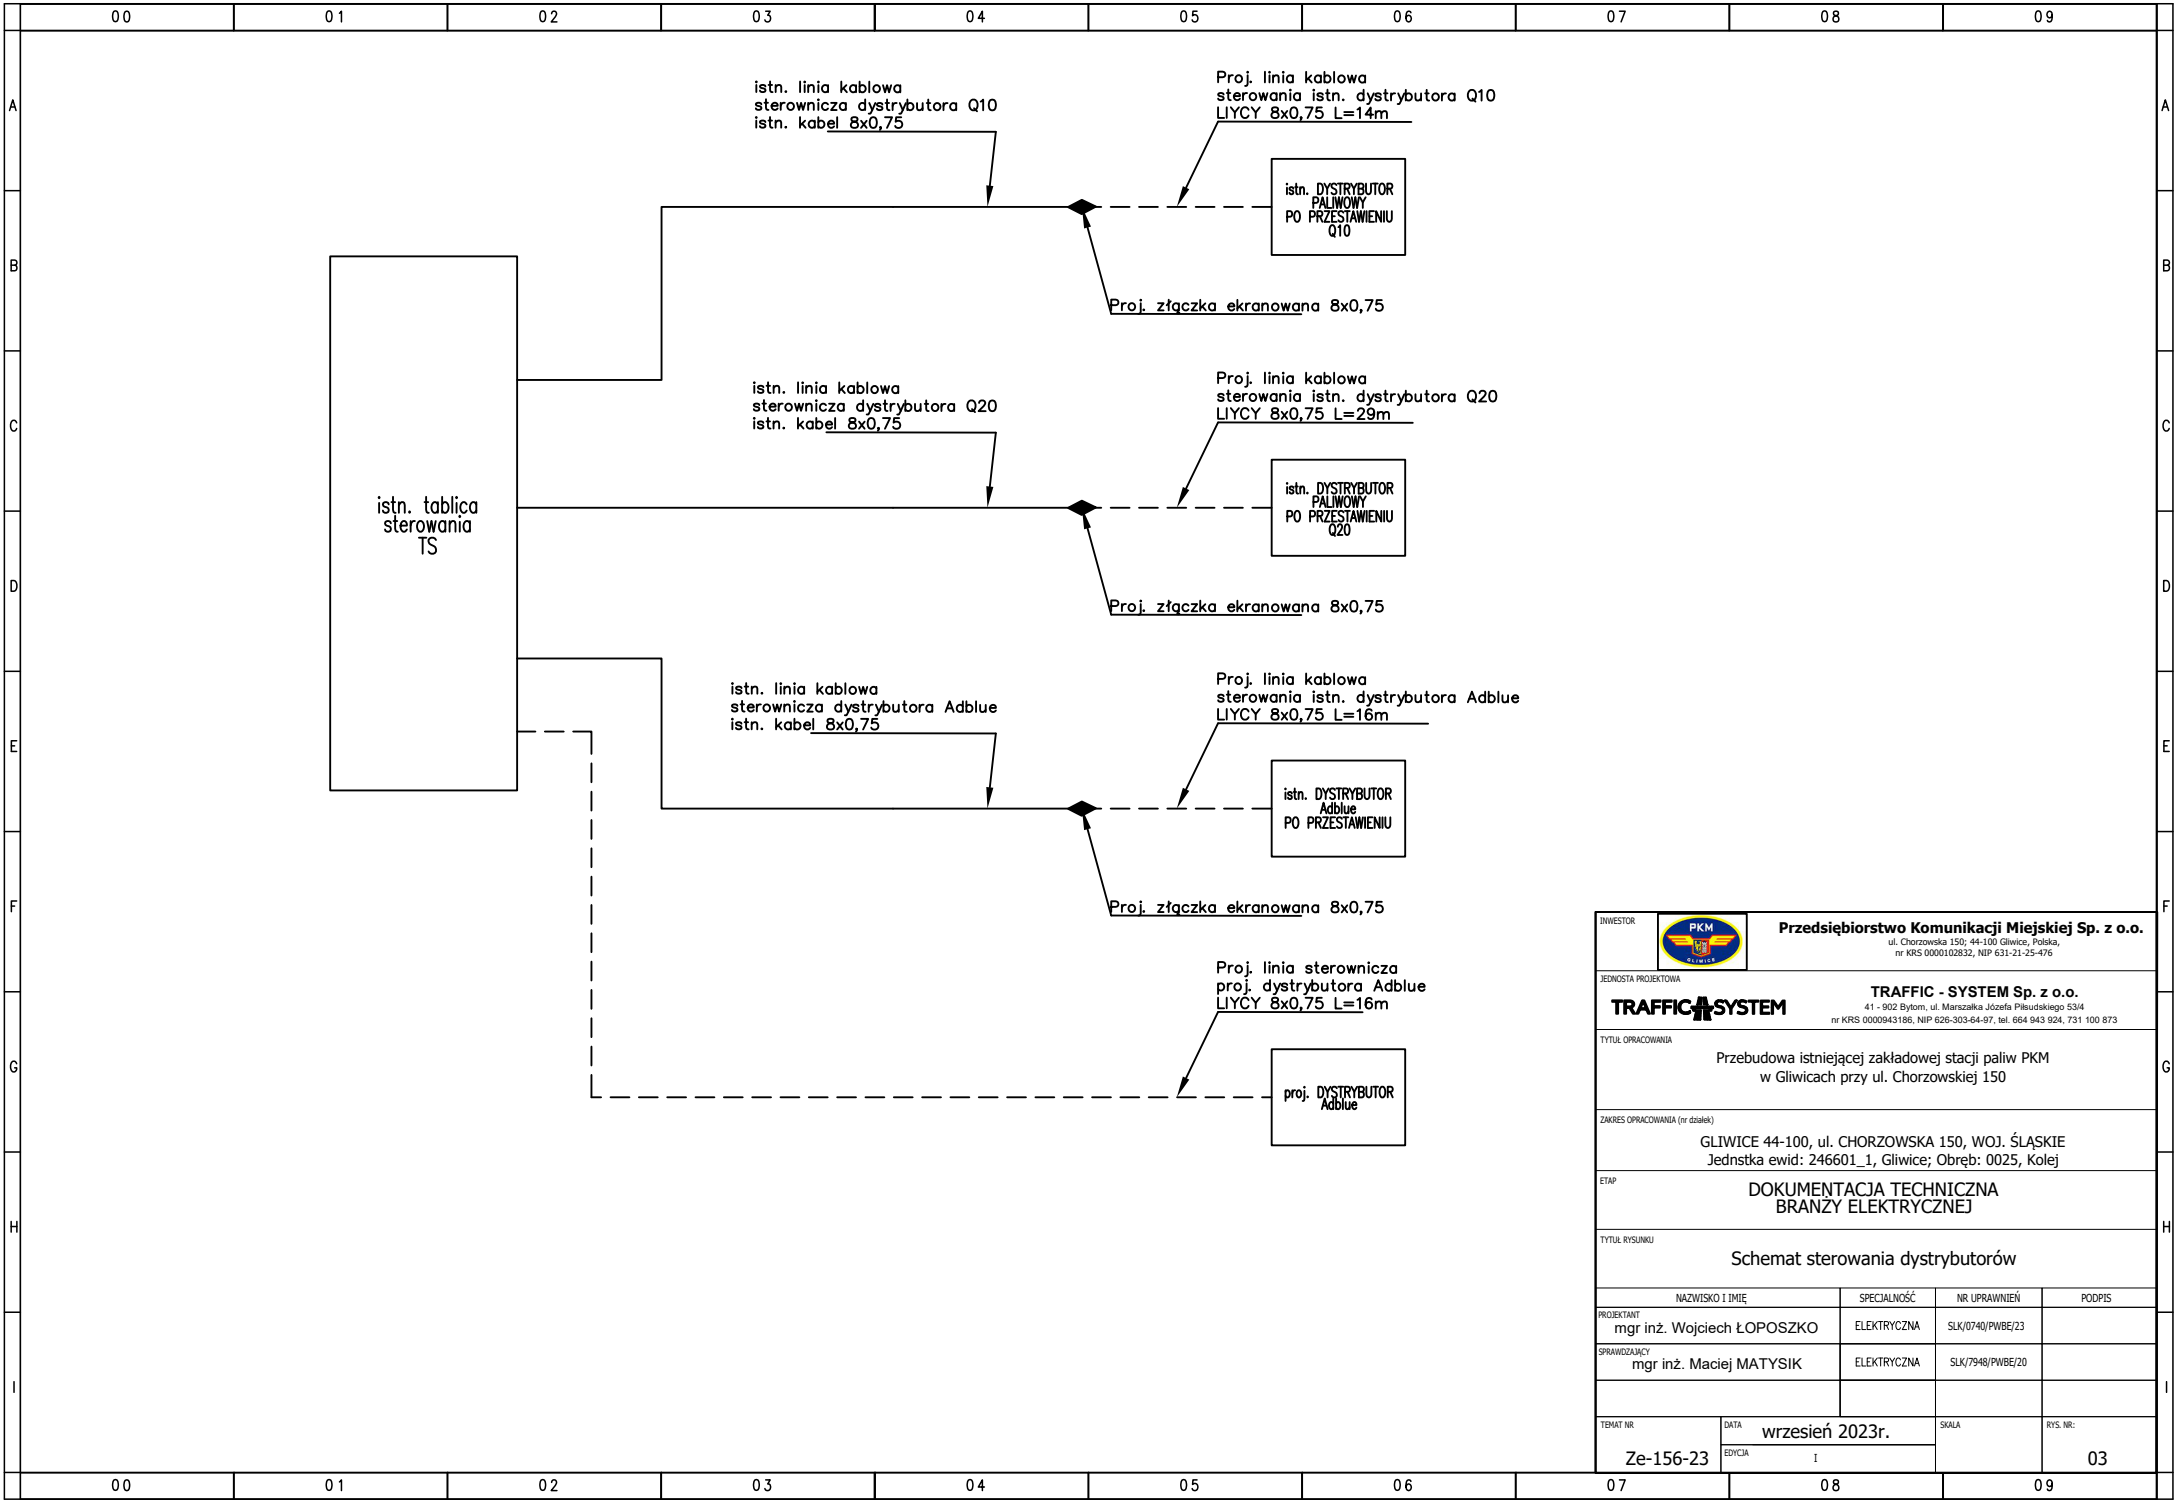 00 01 02 03 04 05 06 07 08 09
A A
B B
C C
D D
E E
F F
G G
H H
I I
istn. linia kablowa
sterownicza dystrybutora Q10
istn. kabel 8x0,75
Proj. linia kablowa
sterowania istn. dystrybutora Q10
LIYCY 8x0,75 L=14m
istn. DYSTRYBUTOR
PALIWOWY
PO PRZESTAWIENIU
Q10
Proj. złączka ekranowana 8x0,75
istn. tablica
sterowania
TS
istn. linia kablowa
sterownicza dystrybutora Q20
istn. kabel 8x0,75
Proj. linia kablowa
sterowania istn. dystrybutora Q20
LIYCY 8x0,75 L=29m
istn. DYSTRYBUTOR
PALIWOWY
PO PRZESTAWIENIU
Q20
Proj. złączka ekranowana 8x0,75
istn. linia kablowa
sterownicza dystrybutora Adblue
istn. kabel 8x0,75
Proj. linia kablowa
sterowania istn. dystrybutora Adblue
LIYCY 8x0,75 L=16m
istn. DYSTRYBUTOR
Adblue
PO PRZESTAWIENIU
Proj. złączka ekranowana 8x0,75
Proj. linia sterownicza
proj. dystrybutora Adblue
LIYCY 8x0,75 L=16m
proj. DYSTRYBUTOR
Adblue
INWESTOR
PKM
GLIWICE
Przedsiębiorstwo Komunikacji Miejskiej Sp. z o.o.
ul. Chorzowska 150; 44-100 Gliwice, Polska,
nr KRS 0000102832, NIP 631-21-25-476
JEDNOSTA PROJEKTOWA
TRAFFIC SYSTEM
TRAFFIC - SYSTEM Sp. z o.o.
41 - 902 Bytom, ul. Marszałka Józefa Piłsudskiego 53/4
nr KRS 0000943186, NIP 626-303-64-97, tel. 664 943 924, 731 100 873
TYTUŁ OPRACOWANIA
Przebudowa istniejącej zakładowej stacji paliw PKM
w Gliwicach przy ul. Chorzowskiej 150
ZAKRES OPRACOWANIA (nr działek)
GLIWICE 44-100, ul. CHORZOWSKA 150, WOJ. ŚLĄSKIE
Jednstka ewid: 246601_1, Gliwice; Obręb: 0025, Kolej
ETAP
DOKUMENTACJA TECHNICZNA
BRANŻY ELEKTRYCZNEJ
TYTUŁ RYSUNKU
Schemat sterowania dystrybutorów
NAZWISKO I IMIĘ SPECJALNOŚĆ NR UPRAWNIEŃ PODPIS
PROJEKTANT
mgr inż. Wojciech ŁOPOSZKO ELEKTRYCZNA SLK/0740/PWBE/23
SPRAWDZAJĄCY
mgr inż. Maciej MATYSIK ELEKTRYCZNA SLK/7948/PWBE/20
TEMAT NR DATA SKALA RYS. NR:
wrzesień 2023r.
EDYCJA I
Ze-156-23 03
00 01 02 03 04 05 06 07 08 09